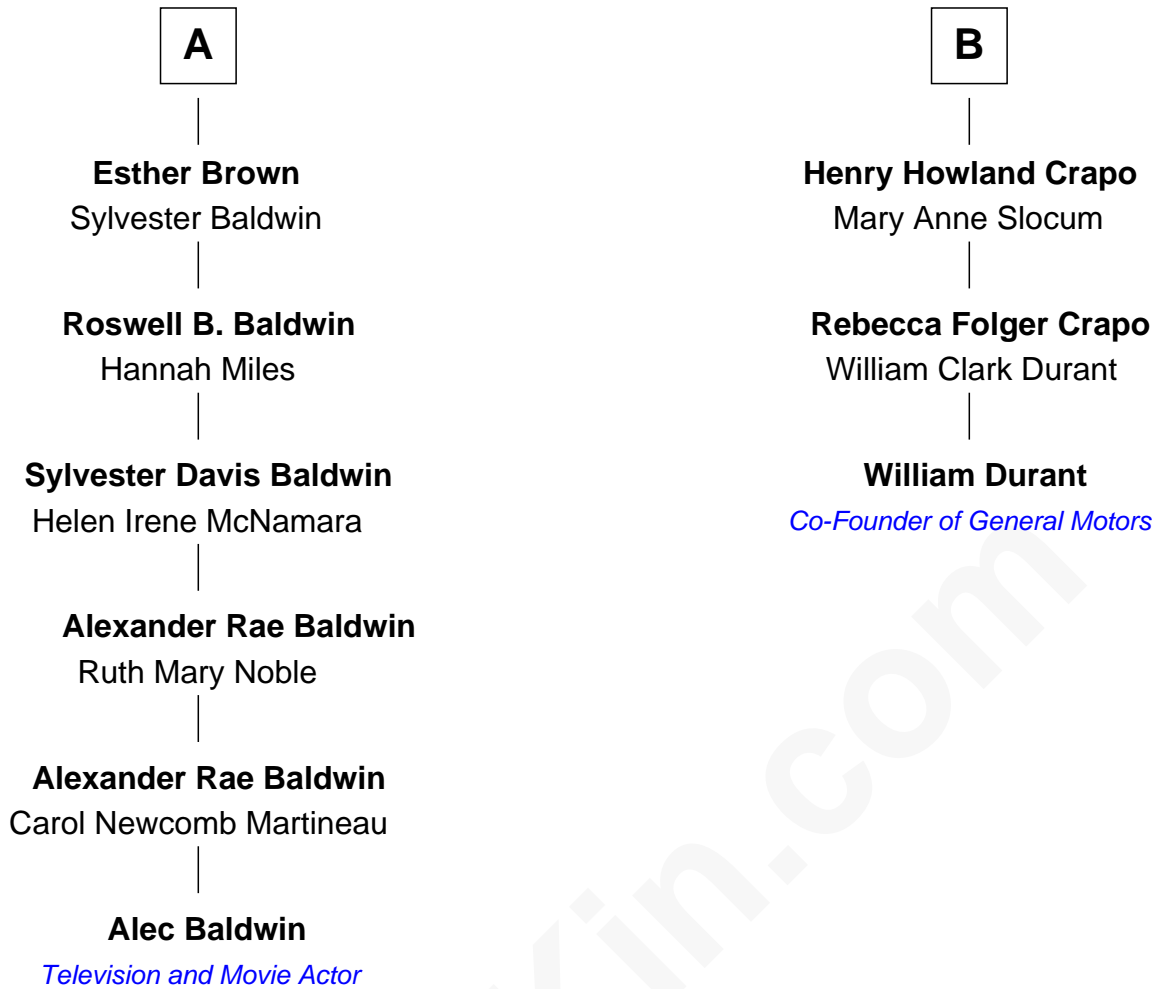 A
Esther Brown
Sylvester Baldwin
Roswell B. Baldwin
Hannah Miles
Sylvester Davis Baldwin
Helen Irene McNamara
Alexander Rae Baldwin
Ruth Mary Noble
Alexander Rae Baldwin
Carol Newcomb Martineau
Alec Baldwin
Television and Movie Actor
B
Henry Howland Crapo
Mary Anne Slocum
Rebecca Folger Crapo
William Clark Durant
William Durant
Co-Founder of General Motors